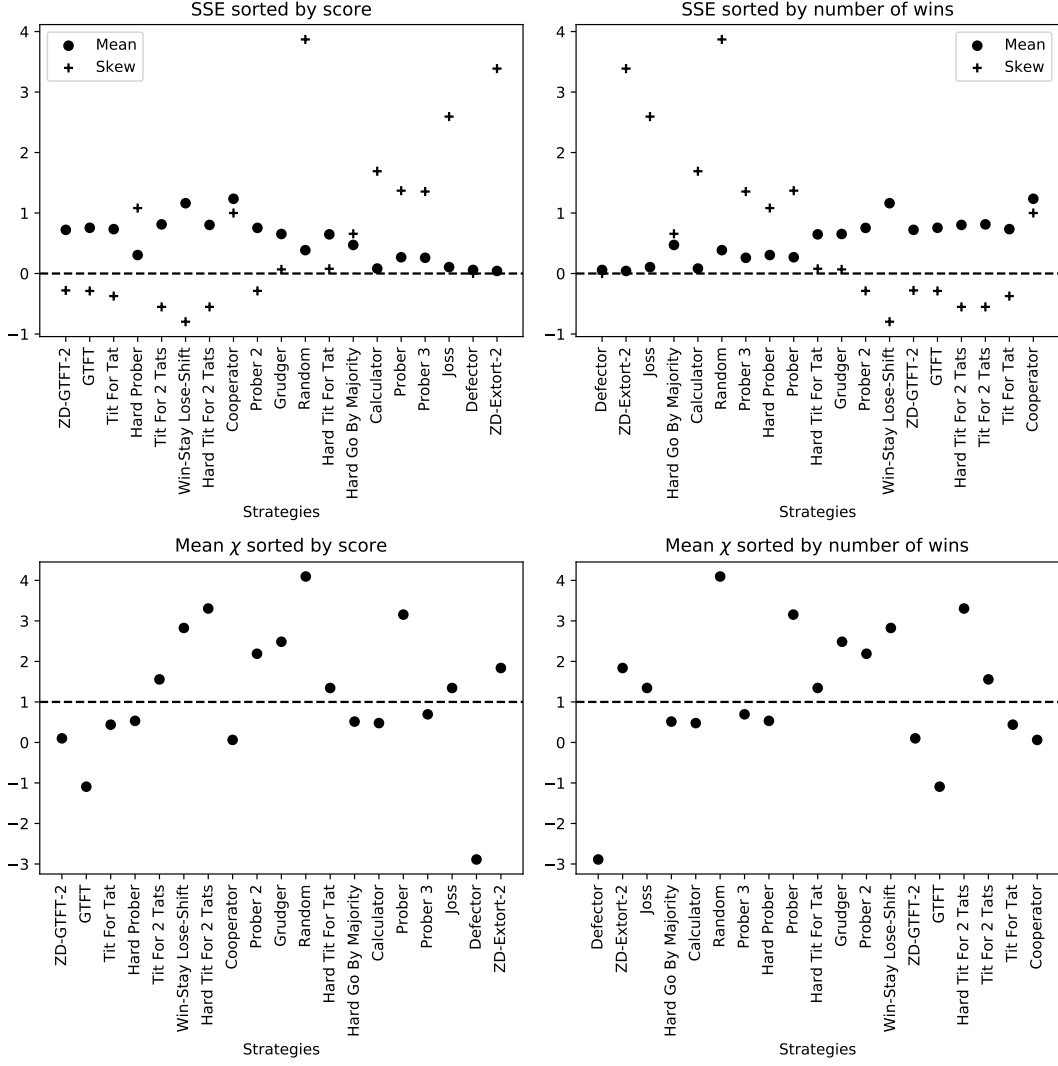 SSE sorted by score
4
3
2
1
0
−1
Mean
Skew
ZD-GTFT-2
GTFT
Tit For Tat
Hard Prober
Tit For 2 Tats
Win-Stay Lose-Shift
Hard Tit For 2 Tats
Cooperator
Prober 2
Grudger
Random
Hard Tit For Tat
Hard Go By Majority
Calculator
Prober
Prober 3
Joss
Defector
ZD-Extort-2
Strategies
SSE sorted by number of wins
4
3
2
1
0
−1
Mean
Skew
Defector
ZD-Extort-2
Joss
Hard Go By Majority
Calculator
Random
Prober 3
Hard Prober
Prober
Hard Tit For Tat
Grudger
Prober 2
Win-Stay Lose-Shift
ZD-GTFT-2
GTFT
Hard Tit For 2 Tats
Tit For 2 Tats
Tit For Tat
Cooperator
Strategies
Mean χ sorted by score
4
3
2
1
0
−1
−2
−3
ZD-GTFT-2
GTFT
Tit For Tat
Hard Prober
Tit For 2 Tats
Win-Stay Lose-Shift
Hard Tit For 2 Tats
Cooperator
Prober 2
Grudger
Random
Hard Tit For Tat
Hard Go By Majority
Calculator
Prober
Prober 3
Joss
Defector
ZD-Extort-2
Strategies
Mean χ sorted by number of wins
4
3
2
1
0
−1
−2
−3
Defector
ZD-Extort-2
Joss
Hard Go By Majority
Calculator
Random
Prober 3
Hard Prober
Prober
Hard Tit For Tat
Grudger
Prober 2
Win-Stay Lose-Shift
ZD-GTFT-2
GTFT
Hard Tit For 2 Tats
Tit For 2 Tats
Tit For Tat
Cooperator
Strategies